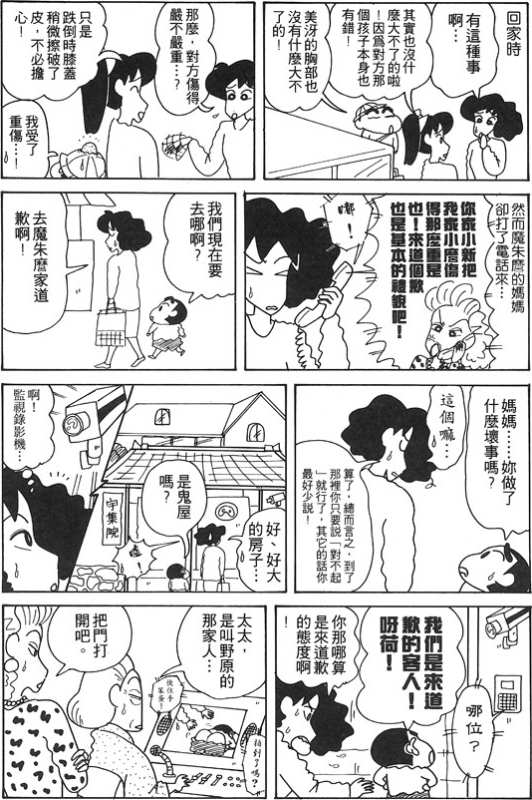 回家時
有這種事
啊…
其實也沒什
麼大不了的啦
！因為對方那
個孩子本身也
有錯！
美冴的胸部也
沒有什麼大不
了的！
那麼，對方傷得
嚴不嚴重…？
只是
跌倒時膝蓋
稍微擦破了
皮，不必擔
心！
我受了
重傷…
然而魔朱麿的媽媽
卻打了電話來…
你家小新把
我家小麿傷
得那麼重是
也！來道個歉
也是基本的禮貌吧！
我們現在要
去哪啊？
去魔朱麿家道
歉啊！
媽媽……妳做了
什麼壞事嗎？
這個嘛…
算了，總而言之，到了
那裡你只要說「對不起
」就行了，其它的話你
最好少說！
好、好大
的房子…
是鬼屋
嗎？
宇集院
啊！
監視錄影機…
哪位？
我們是來道
歉的客人！
呀荷！
你那哪算
是來道歉
的態度啊
太太，
是叫野原的
那家人…
拍到了嗎？
快住手
笨蛋！
把門打
開吧。